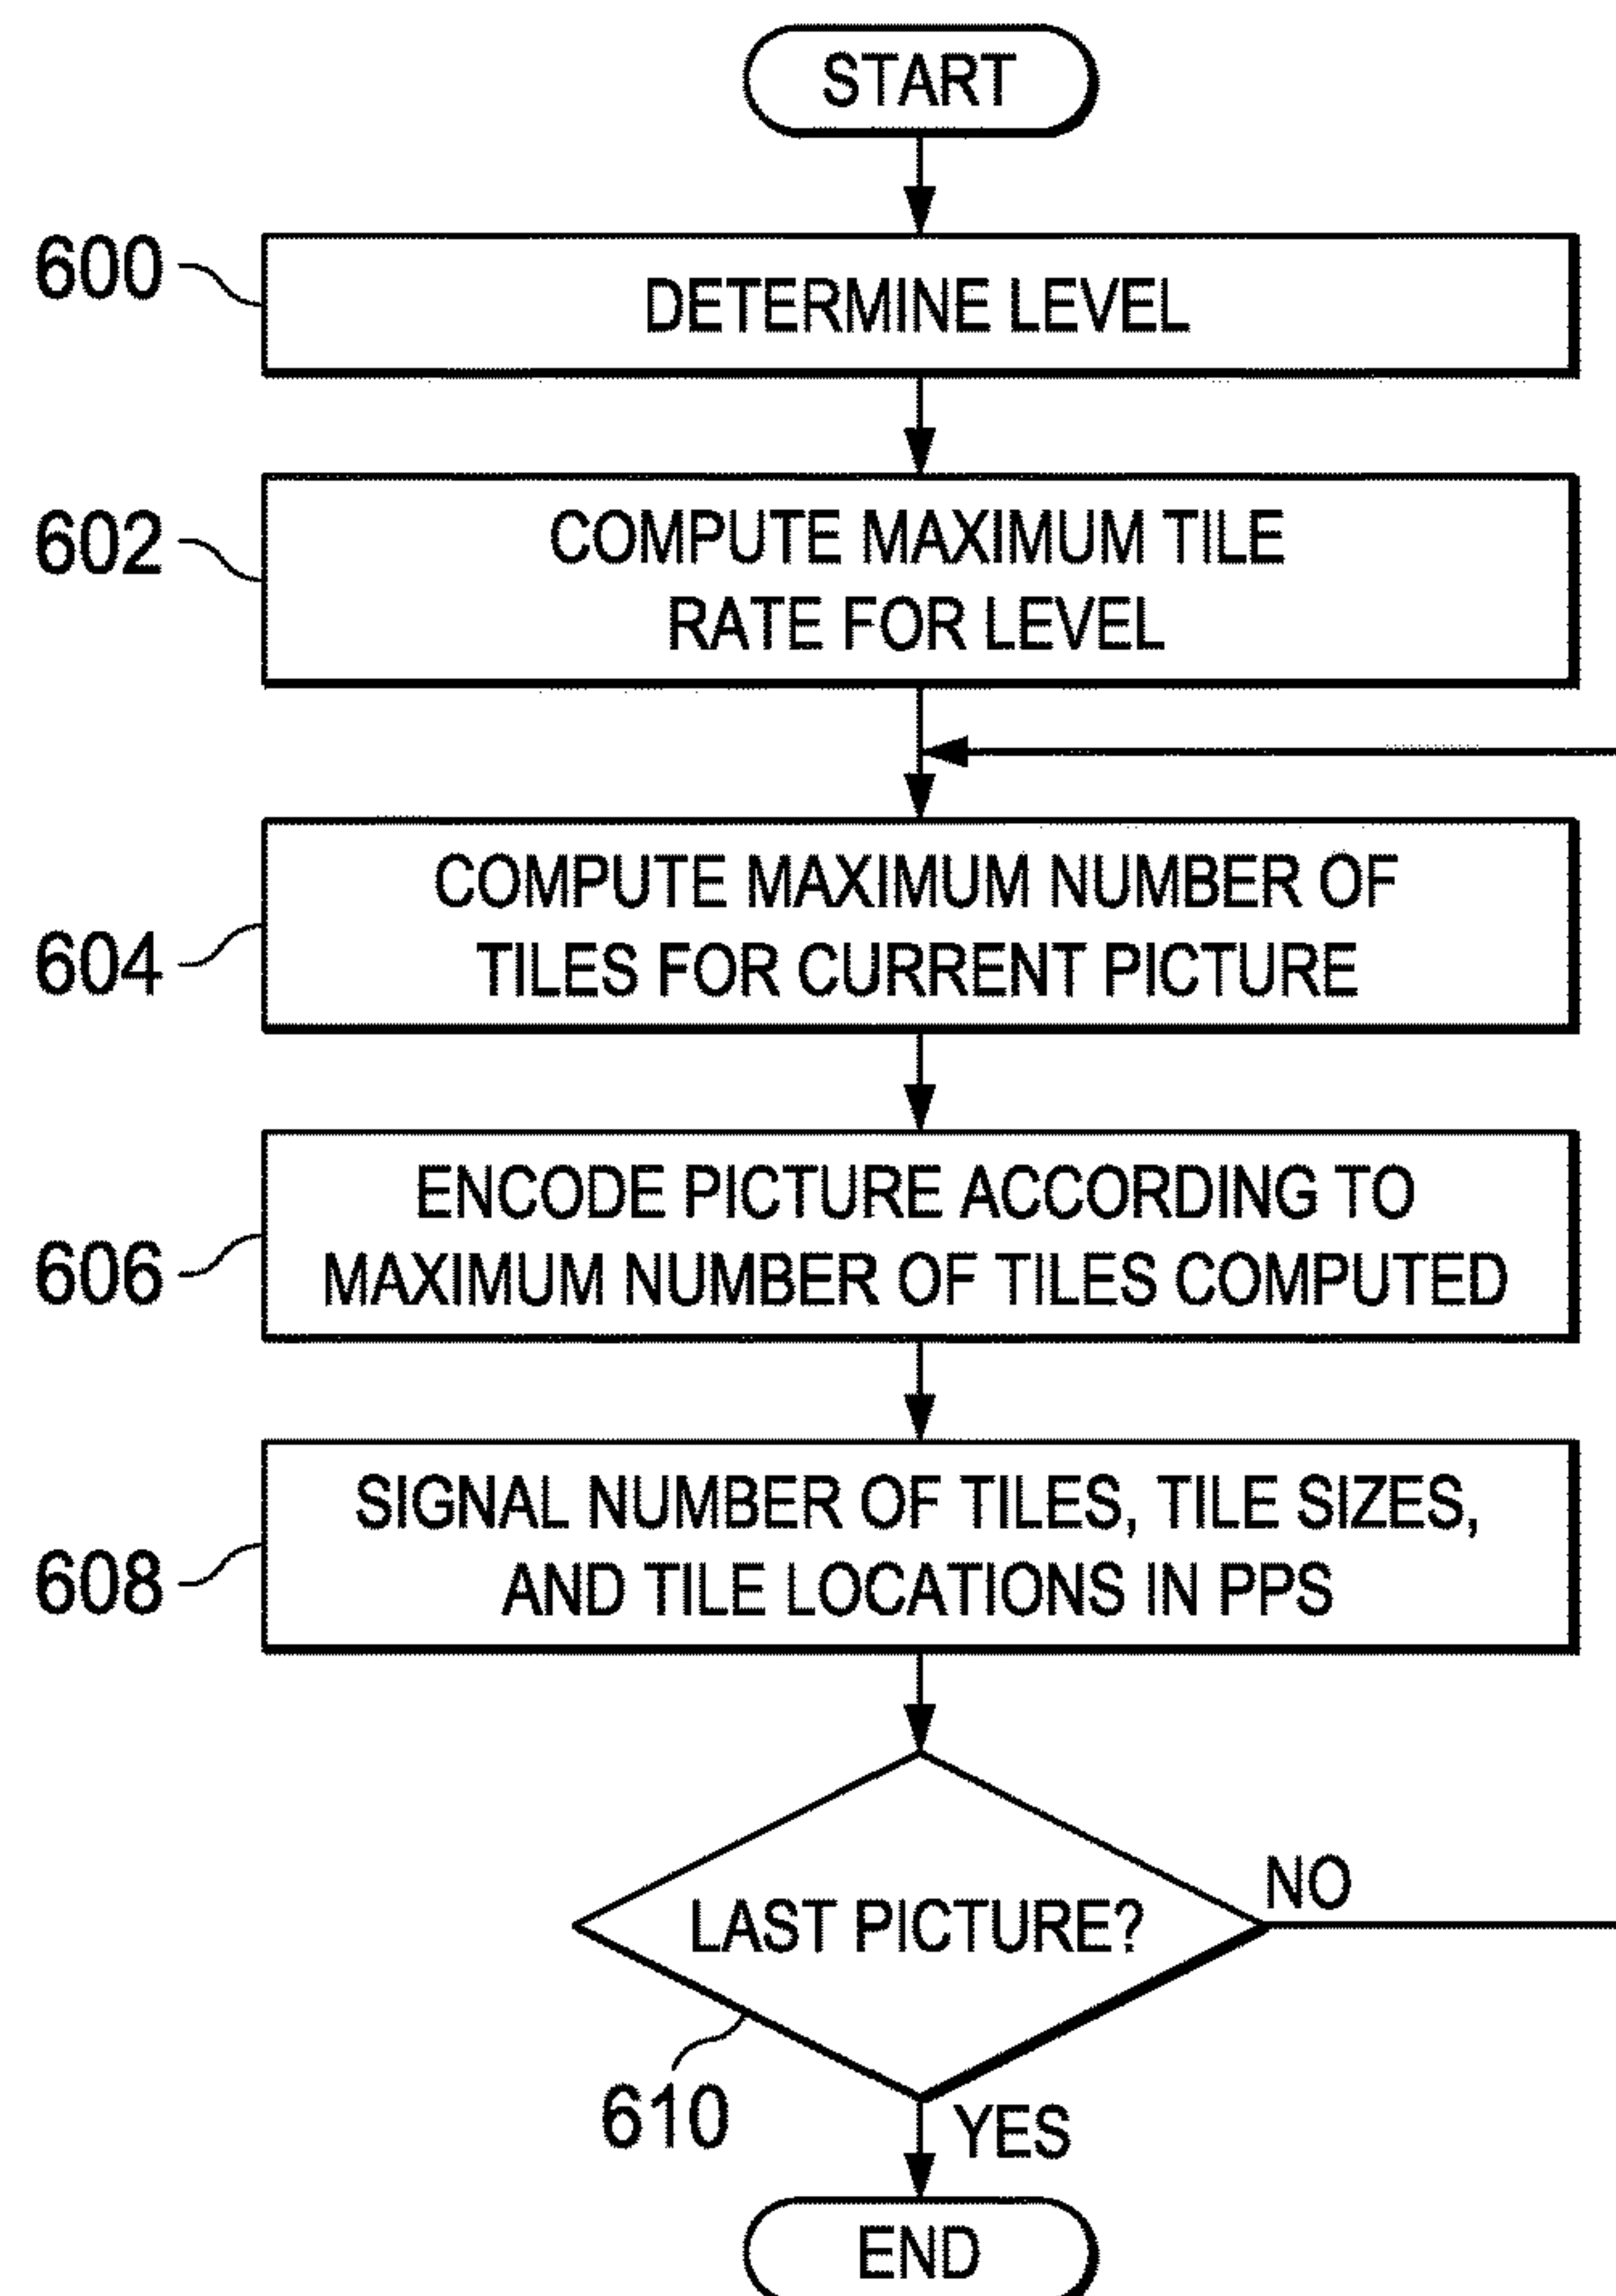 START
600
DETERMINE LEVEL
602
COMPUTE MAXIMUM TILE
RATE FOR LEVEL
604
COMPUTE MAXIMUM NUMBER OF
TILES FOR CURRENT PICTURE
606
ENCODE PICTURE ACCORDING TO
MAXIMUM NUMBER OF TILES COMPUTED
608
SIGNAL NUMBER OF TILES, TILE SIZES,
AND TILE LOCATIONS IN PPS
LAST PICTURE?
NO
610
YES
END